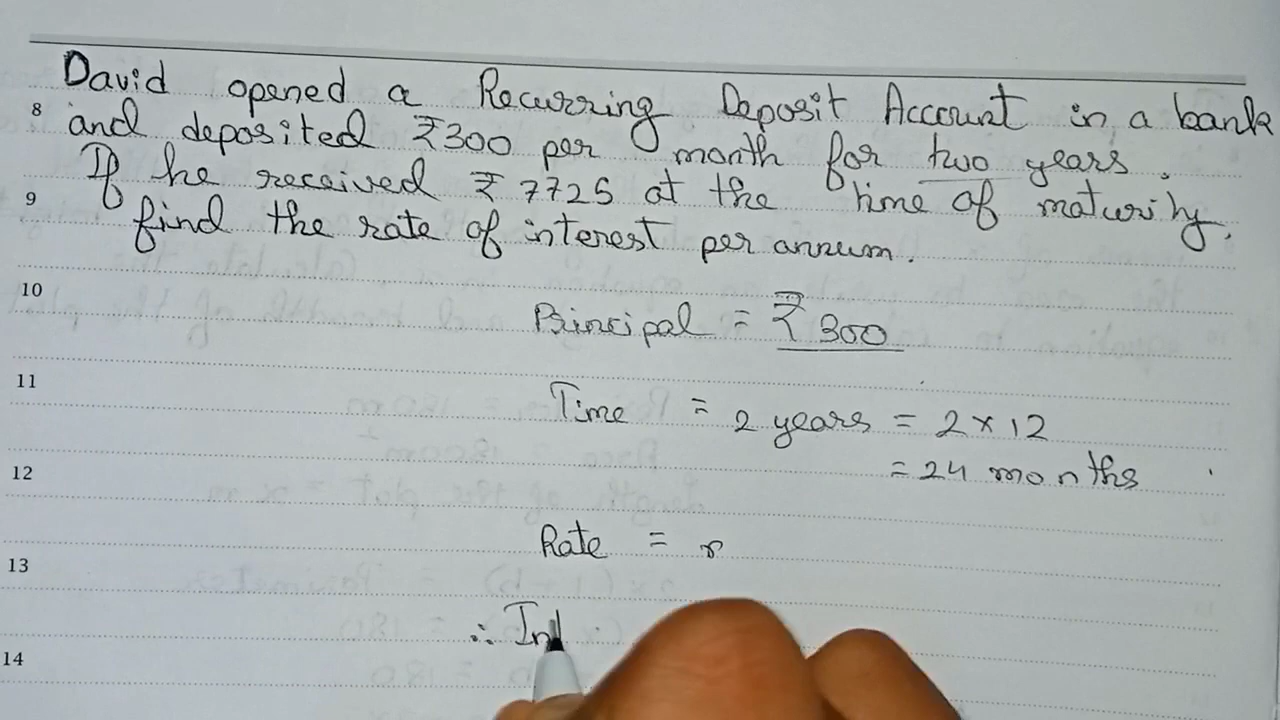 David opened a Recurring Deposit Account in a bank
8
and deposited ₹300 per month for two years.
If he received ₹7725 at the time of maturity,
9
find the rate of interest per annum.
10
Principal = ₹300
11
Time = 2 years = 2 × 12
= 24 months
12
Rate = r
13
∴ Int
14